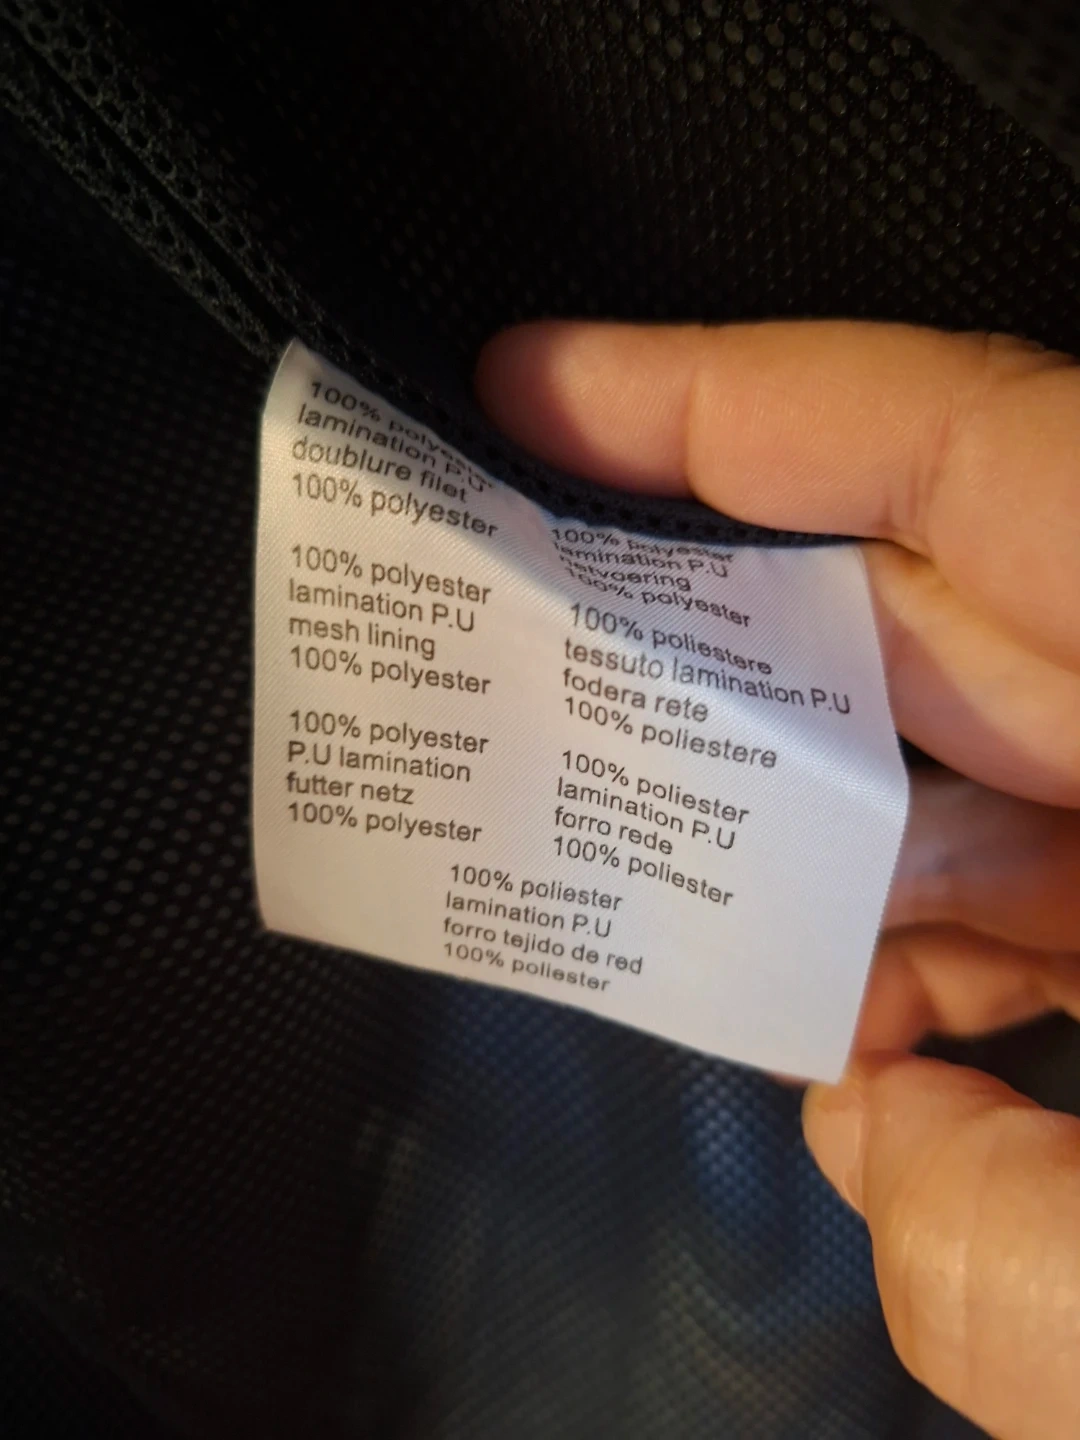 100% polyester
lamination P.U
doublure filet
100% polyester
100% polyester
lamination P.U
mesh lining
100% polyester
100% polyester
P.U lamination
futter netz
100% polyester
100% polyester
lamination P.U
netvoering
100% polyester
100% poliestere
tessuto lamination P.U
fodera rete
100% poliestere
100% poliester
lamination P.U
forro rede
100% poliester
100% poliester
lamination P.U
forro tejido de red
100% poliester